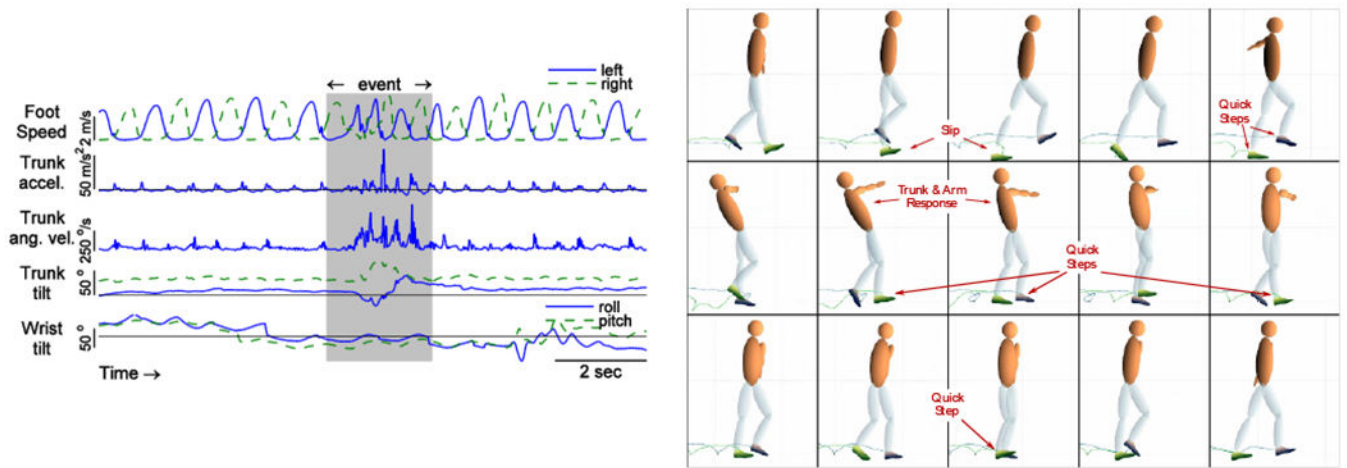 ← event →
left
right
Foot
Speed
2 m/s
Trunk
accel.
50 m/s²
Trunk
ang. vel.
250 °/s
Trunk
tilt
50 °
roll
pitch
Wrist
tilt
50°
Time →
2 sec
Slip
Quick
Steps
Trunk & Arm
Response
Quick
Steps
Quick
Step